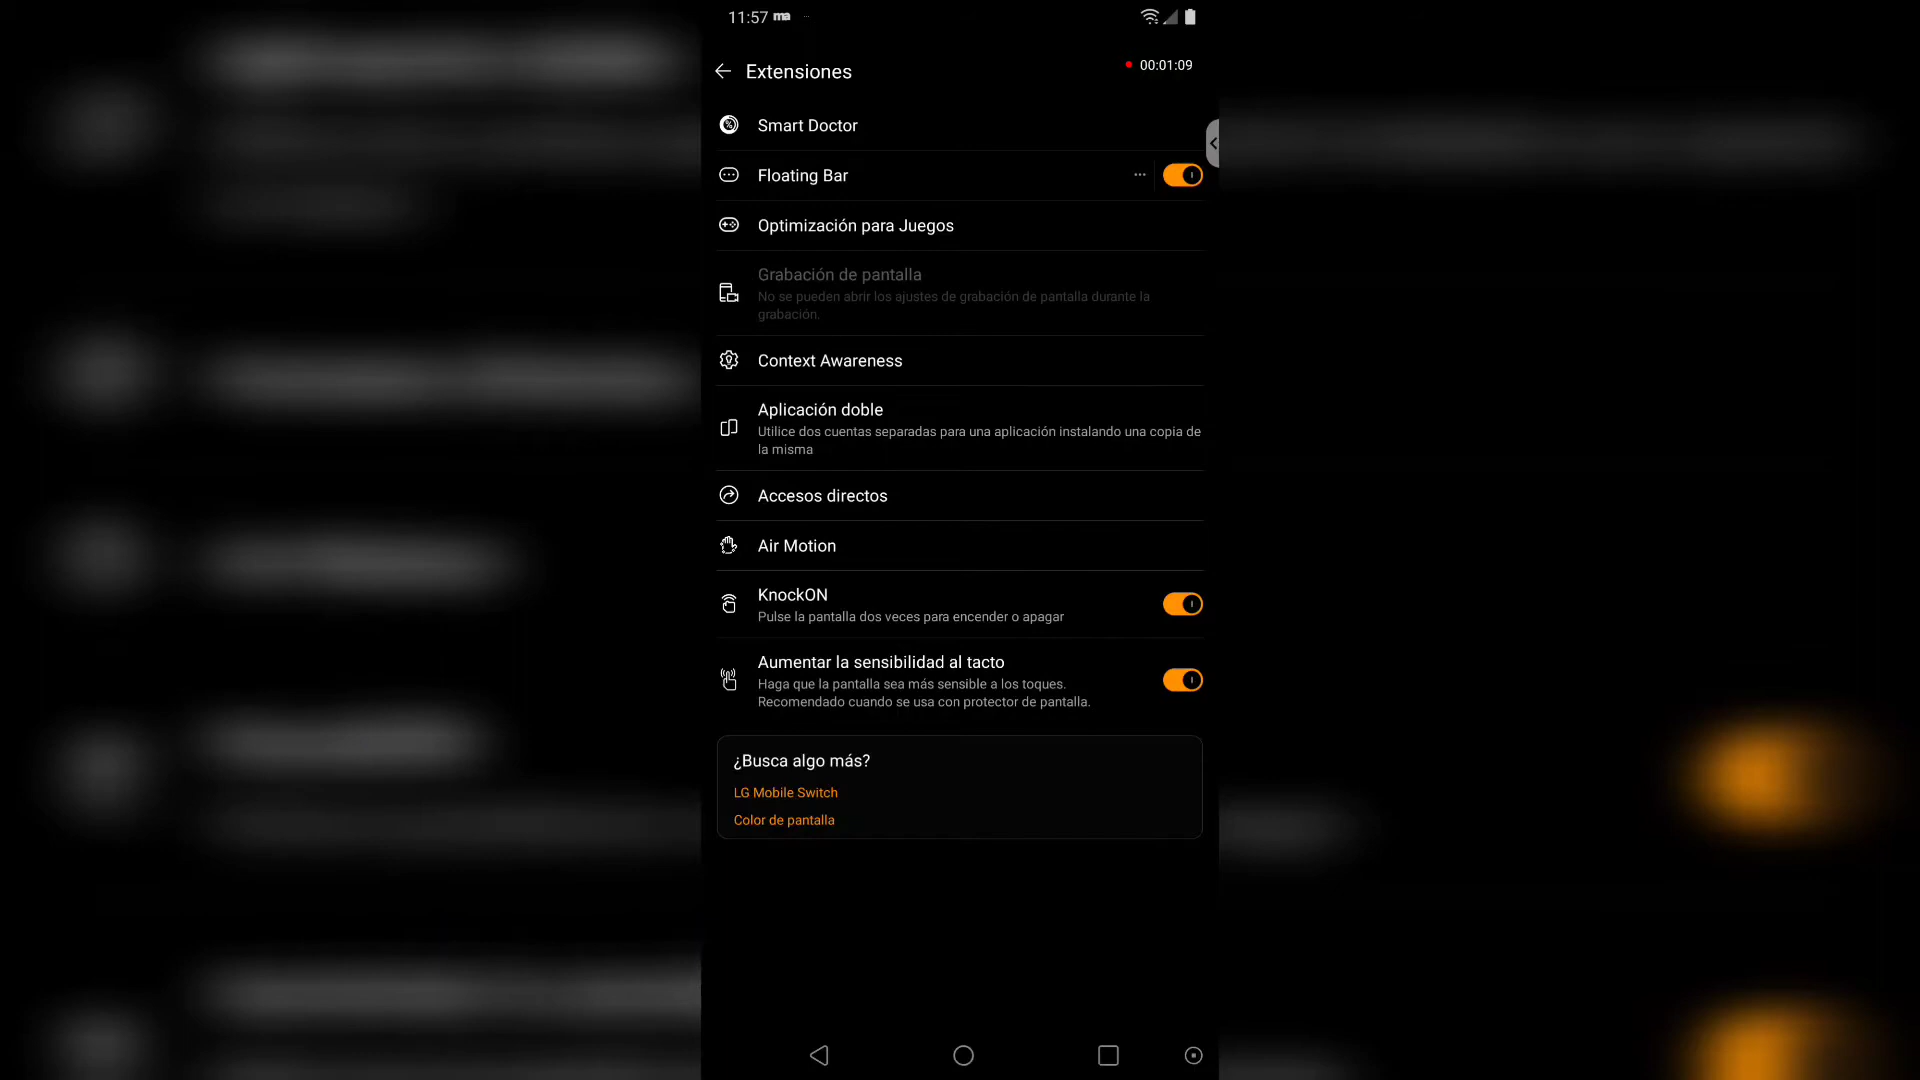 11:57 ma
Extensiones
00:01:09
Smart Doctor
Floating Bar
Optimización para Juegos
Grabación de pantalla
No se pueden abrir los ajustes de grabación de pantalla durante la
grabación.
Context Awareness
Aplicación doble
Utilice dos cuentas separadas para una aplicación instalando una copia de
la misma
Accesos directos
Air Motion
KnockON
Pulse la pantalla dos veces para encender o apagar
Aumentar la sensibilidad al tacto
Haga que la pantalla sea más sensible a los toques.
Recomendado cuando se usa con protector de pantalla.
¿Busca algo más?
LG Mobile Switch
Color de pantalla